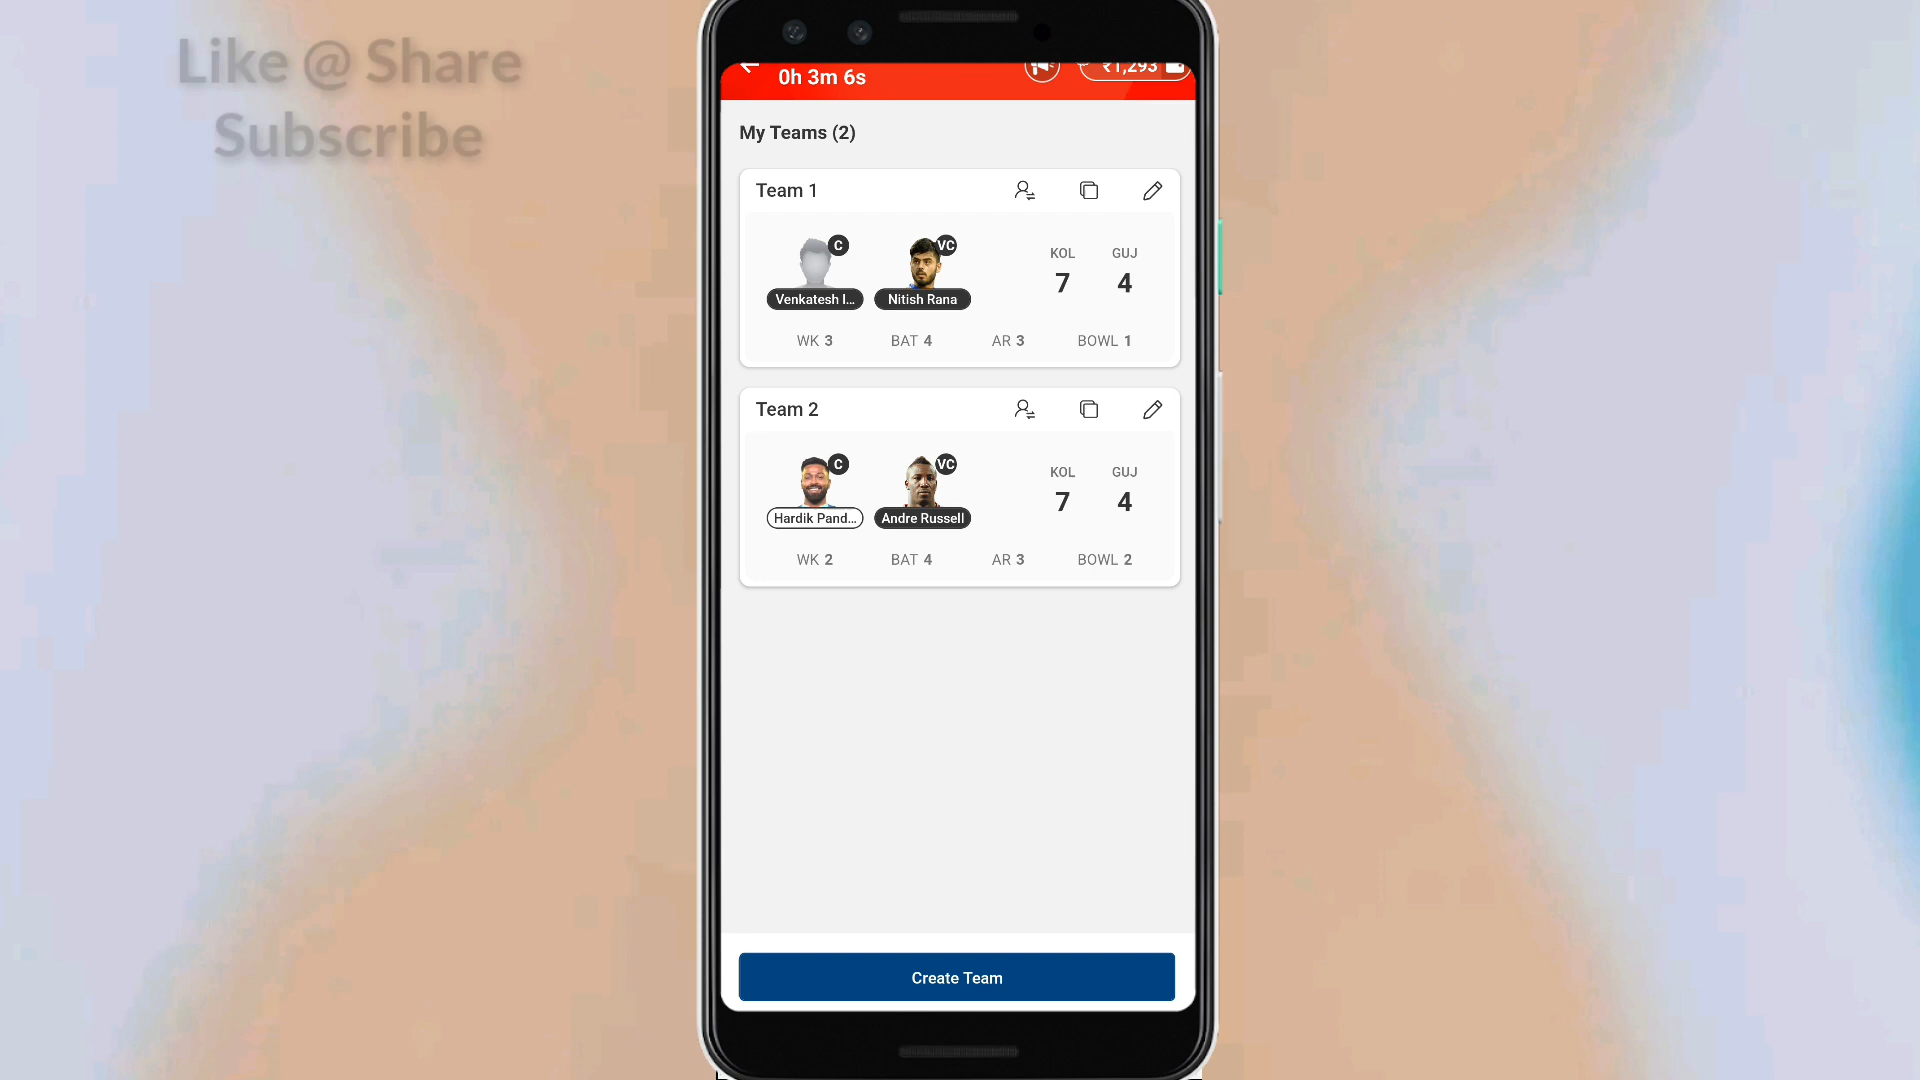 Like @ Share
Subscribe
0h 3m 6s
₹1,293
My Teams (2)
Team 1
C
VC
KOL
GUJ
7
4
Venkatesh I...
Nitish Rana
WK 3
BAT 4
AR 3
BOWL 1
Team 2
C
VC
KOL
GUJ
7
4
Hardik Pand...
Andre Russell
WK 2
BAT 4
AR 3
BOWL 2
Create Team